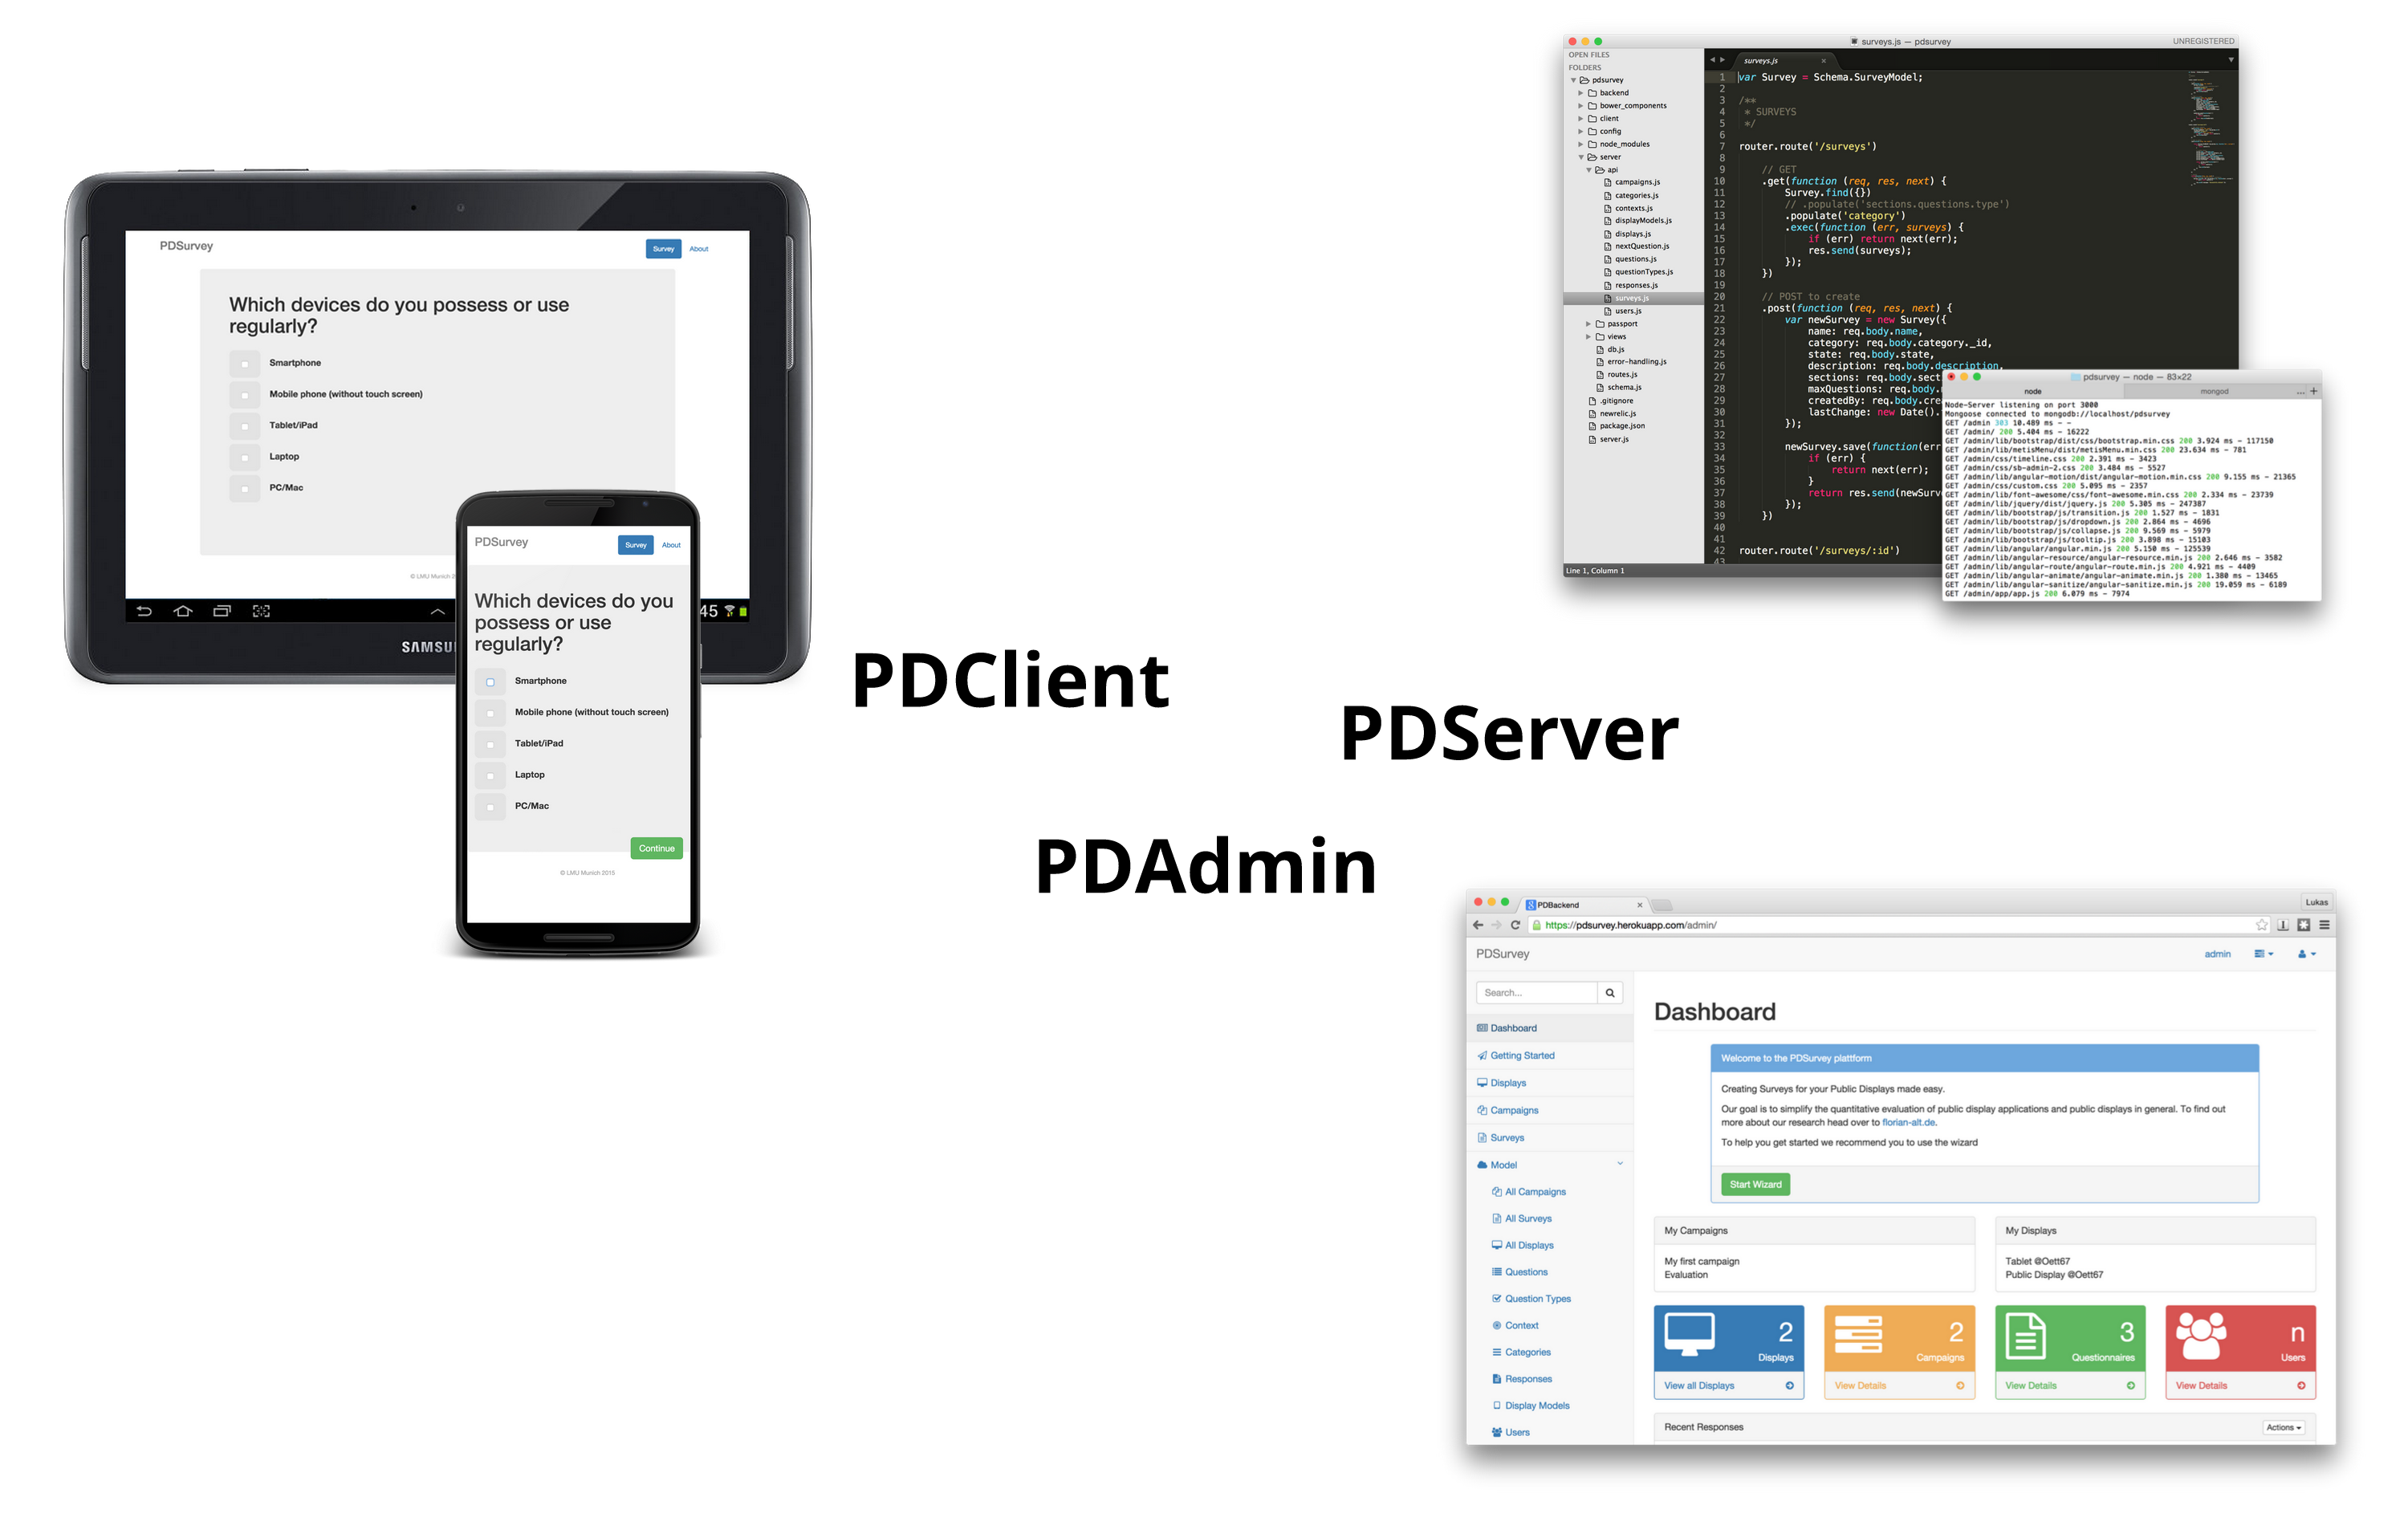 PDSurvey
Survey
About
Which devices do you possess or use
regularly?
Smartphone
Mobile phone (without touch screen)
Tablet/iPad
Laptop
PC/Mac
© LMU Munich
45
SAMSU
PDSurvey
Survey
About
Which devices do you
possess or use
regularly?
Smartphone
Mobile phone (without touch screen)
Tablet/iPad
Laptop
PC/Mac
Continue
© LMU Munich 2015
PDClient
PDServer
PDAdmin
surveys.js — pdsurvey
UNREGISTERED
OPEN FILES
FOLDERS
pdsurvey
backend
bower_components
client
config
node_modules
server
api
campaigns.js
categories.js
contexts.js
displayModels.js
displays.js
nextQuestion.js
questions.js
questionTypes.js
responses.js
surveys.js
users.js
passport
views
db.js
error-handling.js
routes.js
schema.js
.gitignore
newrelic.js
package.json
server.js
Line 1, Column 1
surveys.js ×
1 var Survey = Schema.SurveyModel;
2
3 /**
4 * SURVEYS
5 */
6
7 router.route('/surveys')
8
9 // GET
10 .get(function (req, res, next) {
11 Survey.find({})
12 // .populate('sections.questions.type')
13 .populate('category')
14 .exec(function (err, surveys) {
15 if (err) return next(err);
16 res.send(surveys);
17 });
18 })
19
20 // POST to create
21 .post(function (req, res, next) {
22 var newSurvey = new Survey({
23 name: req.body.name,
24 category: req.body.category._id,
25 state: req.body.state,
26 description: req.body.description,
27 sections: req.body.sect
28 maxQuestions: req.body.
29 createdBy: req.body.cre
30 lastChange: new Date().
31 });
32
33 newSurvey.save(function(err
34 if (err) {
35 return next(err);
36 }
37 return res.send(newSurv
38 });
39 })
40
41
42 router.route('/surveys/:id')
43
pdsurvey — node — 83×22
node
mongod
... +
Node-Server listening on port 3000
Mongoose connected to mongodb://localhost/pdsurvey
GET /admin 303 10.489 ms - -
GET /admin/ 200 5.404 ms - 16222
GET /admin/lib/bootstrap/dist/css/bootstrap.min.css 200 3.924 ms - 117150
GET /admin/lib/metisMenu/dist/metisMenu.min.css 200 23.634 ms - 781
GET /admin/css/timeline.css 200 2.391 ms - 3423
GET /admin/css/sb-admin-2.css 200 3.484 ms - 5527
GET /admin/lib/angular-motion/dist/angular-motion.min.css 200 9.155 ms - 21365
GET /admin/css/custom.css 200 5.095 ms - 2357
GET /admin/lib/font-awesome/css/font-awesome.min.css 200 2.334 ms - 23739
GET /admin/lib/jquery/dist/jquery.js 200 5.305 ms - 247387
GET /admin/lib/bootstrap/js/transition.js 200 1.527 ms - 1831
GET /admin/lib/bootstrap/js/dropdown.js 200 2.864 ms - 4696
GET /admin/lib/bootstrap/js/collapse.js 200 9.569 ms - 5979
GET /admin/lib/bootstrap/js/tooltip.js 200 3.898 ms - 15103
GET /admin/lib/angular/angular.min.js 200 5.150 ms - 125539
GET /admin/lib/angular-resource/angular-resource.min.js 200 2.646 ms - 3582
GET /admin/lib/angular-route/angular-route.min.js 200 4.921 ms - 4409
GET /admin/lib/angular-animate/angular-animate.min.js 200 1.380 ms - 13465
GET /admin/lib/angular-sanitize/angular-sanitize.min.js 200 19.059 ms - 6189
GET /admin/app/app.js 200 6.079 ms - 7974
PDBackend ×
Lukas
https://pdsurvey.herokuapp.com/admin/
PDSurvey
admin
Search...
Dashboard
Getting Started
Displays
Campaigns
Surveys
Model
All Campaigns
All Surveys
All Displays
Questions
Question Types
Context
Categories
Responses
Display Models
Users
Dashboard
Welcome to the PDSurvey plattform
Creating Surveys for your Public Displays made easy.
Our goal is to simplify the quantitative evaluation of public display applications and public displays in general. To find out
more about our research head over to florian-alt.de.
To help you get started we recommend you to use the wizard
Start Wizard
My Campaigns
My first campaign
Evaluation
My Displays
Tablet @Oett67
Public Display @Oett67
2
Displays
View all Displays
2
Campaigns
View Details
3
Questionnaires
View Details
n
Users
View Details
Recent Responses
Actions